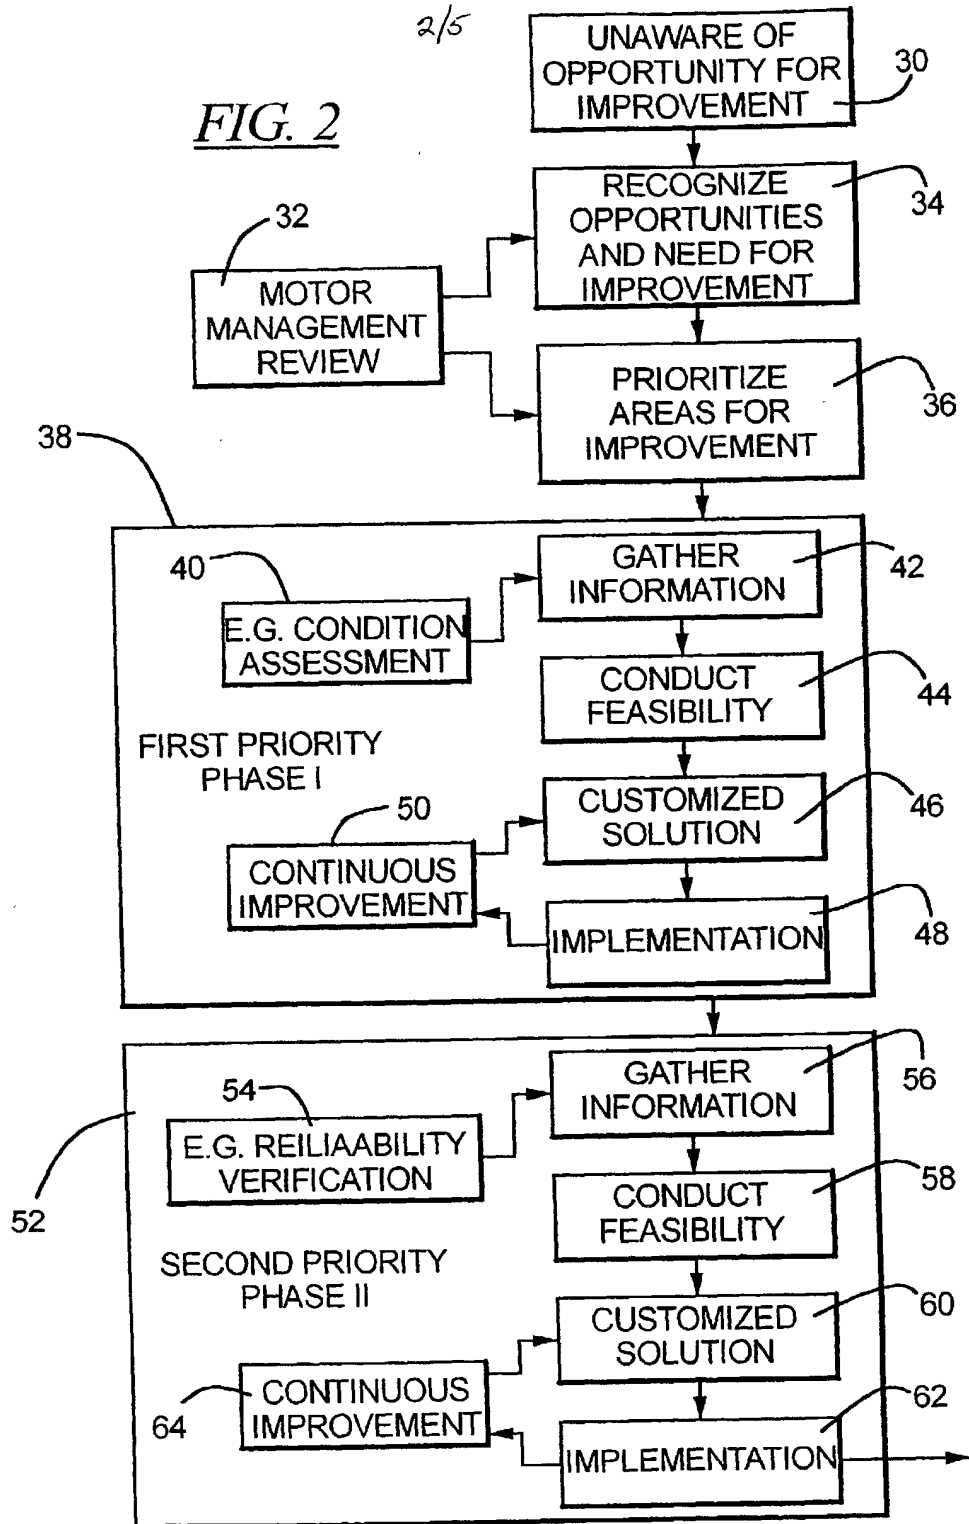 2/5
UNAWARE OF
OPPORTUNITY FOR
IMPROVEMENT
30
FIG. 2
RECOGNIZE
OPPORTUNITIES
AND NEED FOR
IMPROVEMENT
34
32
MOTOR
MANAGEMENT
REVIEW
PRIORITIZE
AREAS FOR
IMPROVEMENT
36
38
GATHER
INFORMATION
42
40
E.G. CONDITION
ASSESSMENT
CONDUCT
FEASIBILITY
44
FIRST PRIORITY
PHASE I
CUSTOMIZED
SOLUTION
46
50
CONTINUOUS
IMPROVEMENT
IMPLEMENTATION
48
GATHER
INFORMATION
56
54
E.G. REILIAABILITY
VERIFICATION
52
CONDUCT
FEASIBILITY
58
SECOND PRIORITY
PHASE II
CUSTOMIZED
SOLUTION
60
CONTINUOUS
IMPROVEMENT
64
IMPLEMENTATION
62